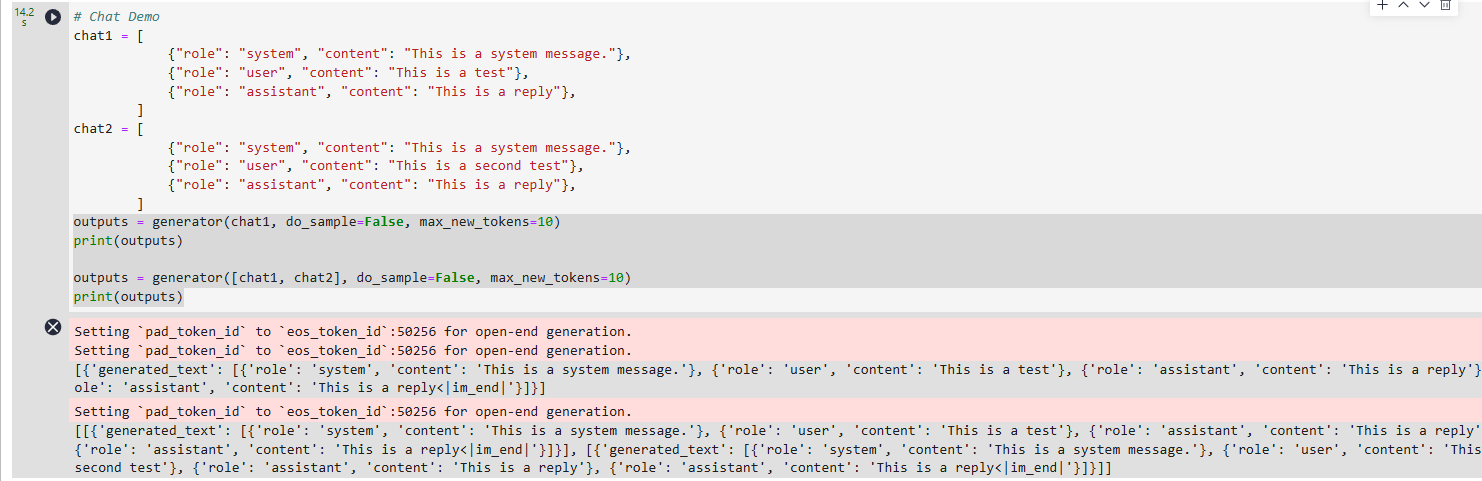 14.2
s
# Chat Demo
chat1 = [
{"role": "system", "content": "This is a system message."},
{"role": "user", "content": "This is a test"},
{"role": "assistant", "content": "This is a reply"},
]
chat2 = [
{"role": "system", "content": "This is a system message."},
{"role": "user", "content": "This is a second test"},
{"role": "assistant", "content": "This is a reply"},
]
outputs = generator(chat1, do_sample=False, max_new_tokens=10)
print(outputs)
outputs = generator([chat1, chat2], do_sample=False, max_new_tokens=10)
print(outputs)
Setting `pad_token_id` to `eos_token_id`:50256 for open-end generation.
Setting `pad_token_id` to `eos_token_id`:50256 for open-end generation.
[{'generated_text': [{'role': 'system', 'content': 'This is a system message.'}, {'role': 'user', 'content': 'This is a test'}, {'role': 'assistant', 'content': 'This is a reply'}
ole': 'assistant', 'content': 'This is a reply<|im_end|'}]}]
Setting `pad_token_id` to `eos_token_id`:50256 for open-end generation.
[[{'generated_text': [{'role': 'system', 'content': 'This is a system message.'}, {'role': 'user', 'content': 'This is a test'}, {'role': 'assistant', 'content': 'This is a reply'
{'role': 'assistant', 'content': 'This is a reply<|im_end|'}]}], [{'generated_text': [{'role': 'system', 'content': 'This is a system message.'}, {'role': 'user', 'content': 'This
second test'}, {'role': 'assistant', 'content': 'This is a reply'}, {'role': 'assistant', 'content': 'This is a reply<|im_end|'}]}]]